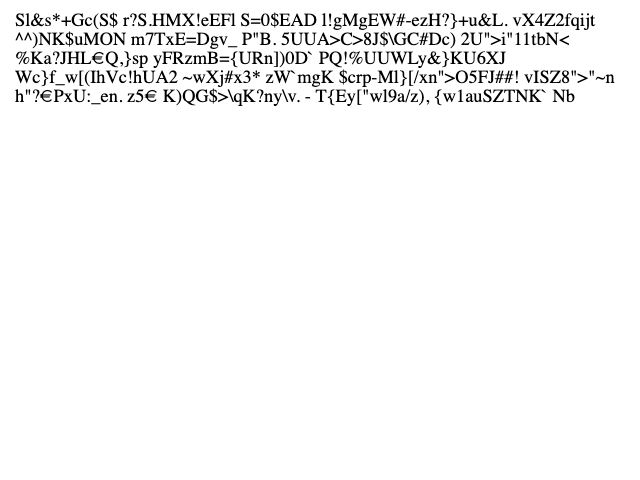 Sl&s*+Gc(S$ r?S.HMX!eEFl S=0$EAD l!gMgEW#-ezH?}+u&L. vX4Z2fqijt
^^)NK$uMON m7TxE=Dgv_ P"B. 5UUA>C>8J$\GC#Dc) 2U">i"11tbN<
%Ka?JHL€Q,}sp yFRzmB={URn])0D` PQ!%UUWLy&}KU6XJ
Wc}f_w[(IhVc!hUA2 ~wXj#x3* zW`mgK $crp-Ml}[/xn">O5FJ##! vISZ8">"~n
h"?€PxU:_en. z5€ K)QG$>\qK?ny\v. - T{Ey["wl9a/z), {w1auSZTNK` Nb